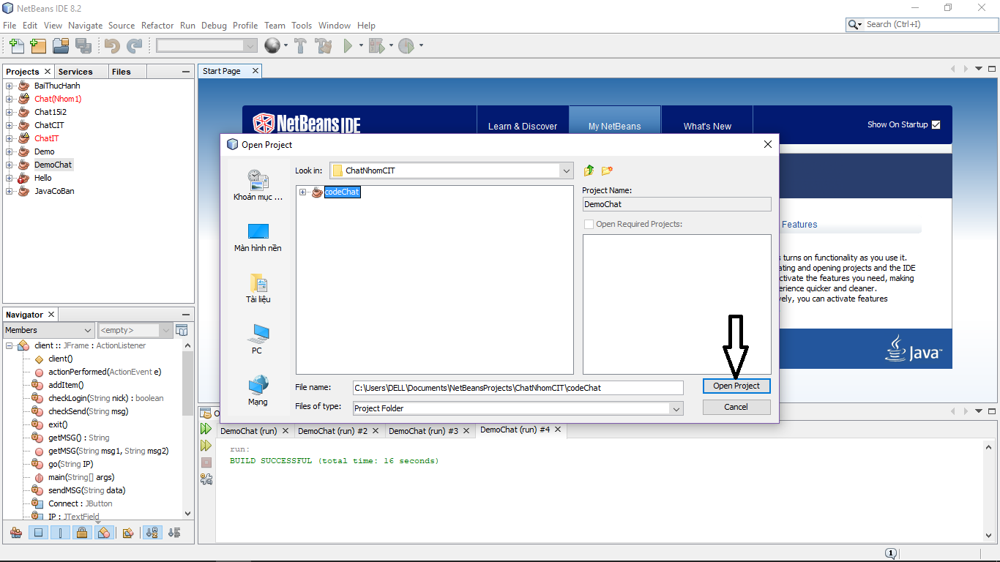 NetBeans IDE 8.2
File Edit View Navigate Source Refactor Run Debug Profile Team Tools Window Help
Search (Ctrl+I)
Projects Services Files
BaiThucHanh
Chat(Nhom1)
Chat15i2
ChatCIT
ChatIT
Demo
DemoChat
Hello
JavaCoBan
Start Page
NetBeans IDE
Learn & Discover
My NetBeans
What's New
Show On Startup
Open Project
Look in:
ChatNhomCIT
Khoản mục ...
Màn hình nền
Tài liệu
PC
Mạng
codeChat
Project Name:
DemoChat
Open Required Projects:
File name:
C:\Users\DELL\Documents\NetBeansProjects\ChatNhomCIT\codeChat
Files of type:
Project Folder
Open Project
Cancel
Features
turns on functionality as you use it.
ating and opening projects and the IDE
ctivate the features you need, making
erience quicker and cleaner.
vely, you can activate features
Java™
Navigator
Members
<empty>
client :: JFrame : ActionListener
client()
actionPerformed(ActionEvent e)
addItem()
checkLogin(String nick) : boolean
checkSend(String msg)
exit()
getMSG() : String
getMSG(String msg1, String msg2)
go(String IP)
main(String[] args)
sendMSG(String data)
Connect : JButton
IP : JTextField
DemoChat (run)
DemoChat (run) #2
DemoChat (run) #3
DemoChat (run) #4
run:
BUILD SUCCESSFUL (total time: 16 seconds)
1